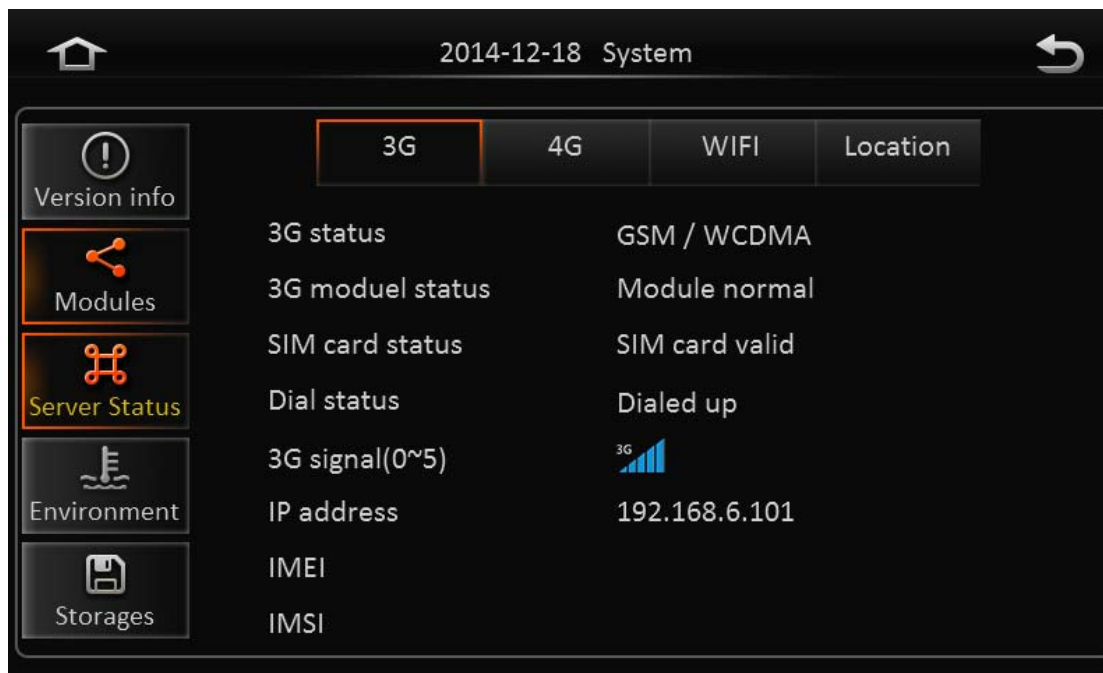 2014-12-18 System
3G 4G WIFI Location
Version info
Modules
Server Status
Environment
Storages
3G status GSM / WCDMA
3G moduel status Module normal
SIM card status SIM card valid
Dial status Dialed up
3G signal(0~5) 3G
IP address 192.168.6.101
IMEI
IMSI